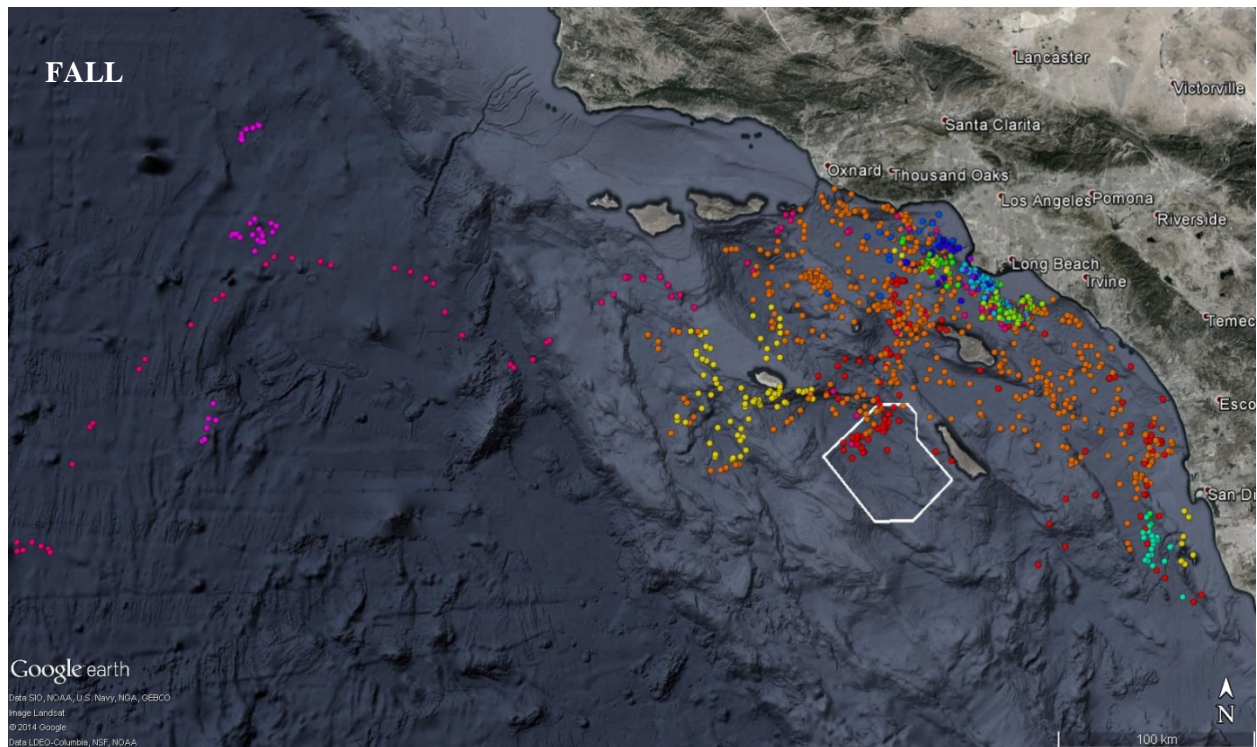 FALL
Lancaster
Victorville
Santa Clarita
Oxnard
Thousand Oaks
Los Angeles
Pomona
Riverside
Long Beach
Irvine
Temec
Esco
San Di
Google earth
Data SIO, NOAA, U.S. Navy, NGA, GEBCO
Image Landsat
© 2014 Google
Data LDEO-Columbia, NSF, NOAA
N
100 km